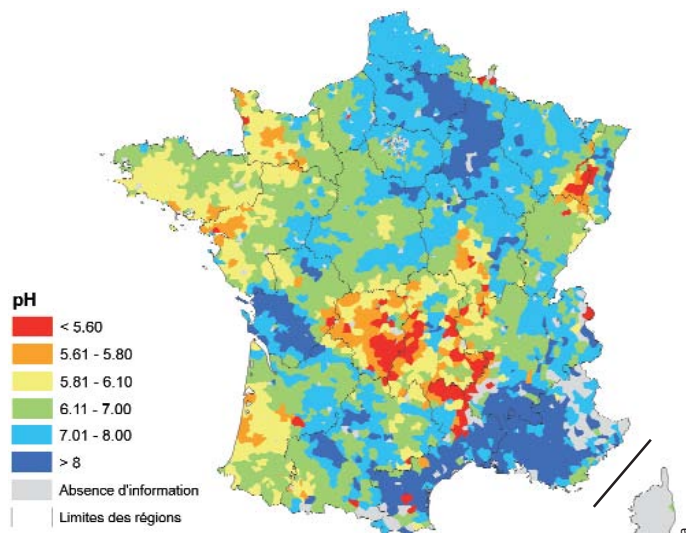 pH
< 5.60
5.61 - 5.80
5.81 - 6.10
6.11 - 7.00
7.01 - 8.00
> 8
Absence d'information
Limites des régions